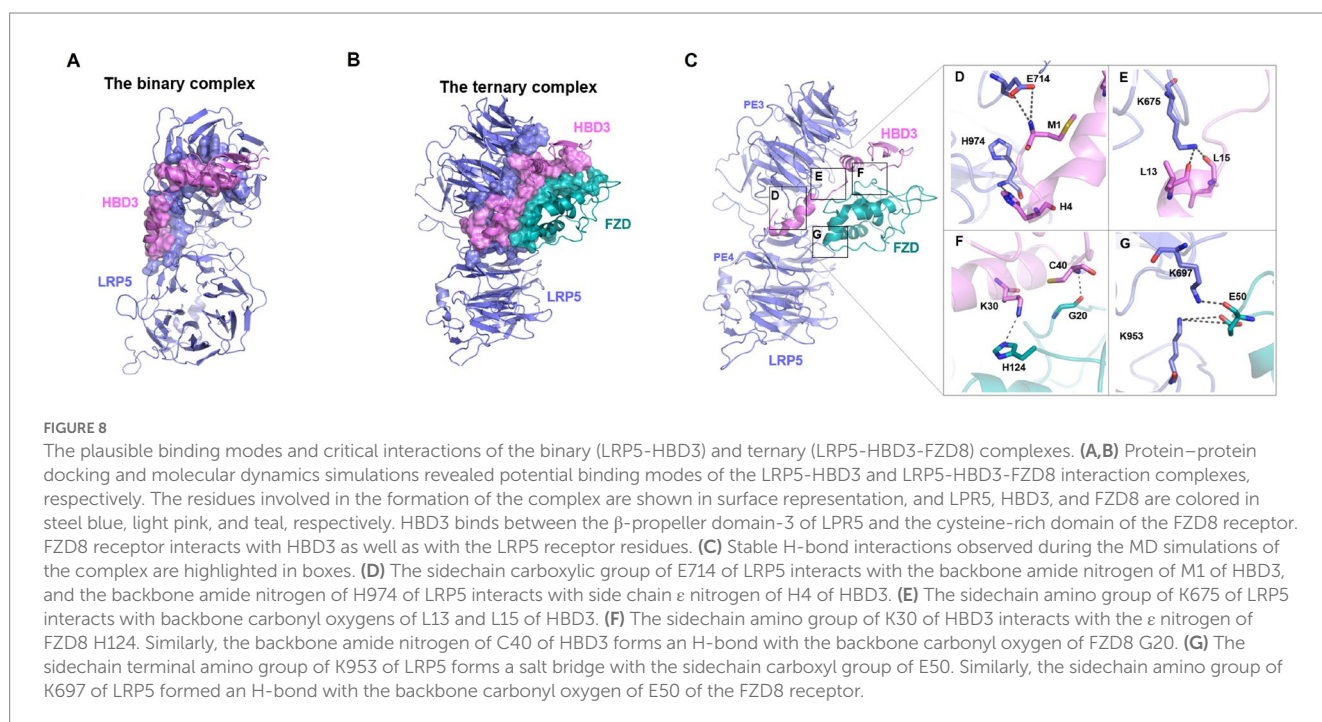 A
The binary complex
HBD3
LRP5
B
The ternary complex
HBD3
FZD
LRP5
C
PE3
HBD3
E
F
D
G
FZD
PE4
LRP5
D
E714
M1
H974
H4
E
K675
L15
L13
F
C40
K30
G20
H124
G
K697
E50
K953
FIGURE 8
The plausible binding modes and critical interactions of the binary (LRP5-HBD3) and ternary (LRP5-HBD3-FZD8) complexes. (A,B) Protein–protein
docking and molecular dynamics simulations revealed potential binding modes of the LRP5-HBD3 and LRP5-HBD3-FZD8 interaction complexes,
respectively. The residues involved in the formation of the complex are shown in surface representation, and LPR5, HBD3, and FZD8 are colored in
steel blue, light pink, and teal, respectively. HBD3 binds between the β-propeller domain-3 of LPR5 and the cysteine-rich domain of the FZD8 receptor.
FZD8 receptor interacts with HBD3 as well as with the LRP5 receptor residues. (C) Stable H-bond interactions observed during the MD simulations of
the complex are highlighted in boxes. (D) The sidechain carboxylic group of E714 of LRP5 interacts with the backbone amide nitrogen of M1 of HBD3,
and the backbone amide nitrogen of H974 of LRP5 interacts with side chain ε nitrogen of H4 of HBD3. (E) The sidechain amino group of K675 of LRP5
interacts with backbone carbonyl oxygens of L13 and L15 of HBD3. (F) The sidechain amino group of K30 of HBD3 interacts with the ε nitrogen of
FZD8 H124. Similarly, the backbone amide nitrogen of C40 of HBD3 forms an H-bond with the backbone carbonyl oxygen of FZD8 G20. (G) The
sidechain terminal amino group of K953 of LRP5 forms a salt bridge with the sidechain carboxyl group of E50. Similarly, the sidechain amino group of
K697 of LRP5 formed an H-bond with the backbone carbonyl oxygen of E50 of the FZD8 receptor.